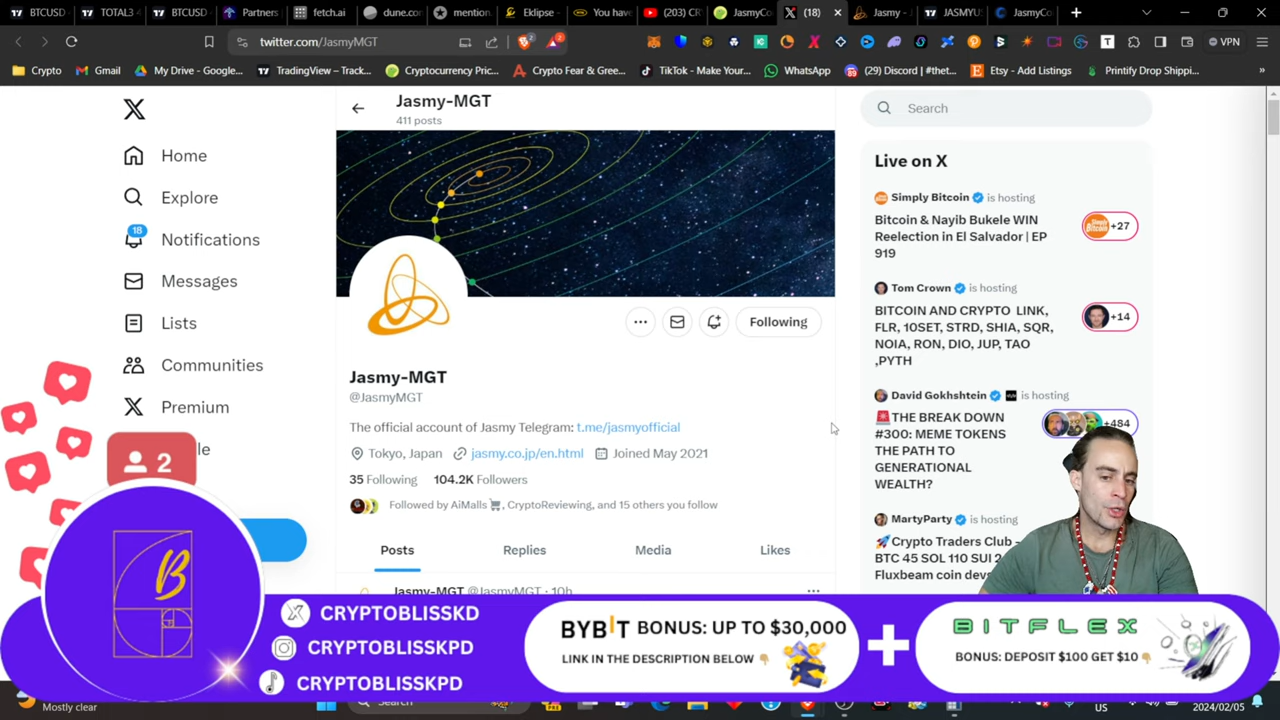 BTCUSD
TOTAL3
BTCUSD
Partners
fetch.ai
dune.co
mention
Eklipse -
You have
(203) CR
JasmyCo
(18)
Jasmy -
JASMYUS
JasmyCo
twitter.com/JasmyMGT
VPN
Crypto
Gmail
My Drive - Google...
TradingView – Track...
Cryptocurrency Pric...
Crypto Fear & Gree...
TikTok - Make Your...
WhatsApp
(29) Discord | #thet...
Etsy - Add Listings
Printify Drop Shippi...
Jasmy-MGT
411 posts
Home
Explore
18
Notifications
Messages
Lists
Communities
Premium
2
Following
Jasmy-MGT
@JasmyMGT
The official account of Jasmy Telegram: t.me/jasmyofficial
Tokyo, Japan jasmy.co.jp/en.html Joined May 2021
35 Following 104.2K Followers
Followed by AiMalls, CryptoReviewing, and 15 others you follow
Posts Replies Media Likes
Jasmy-MGT @JasmyMGT · 10h
Search
Live on X
Simply Bitcoin is hosting
Bitcoin & Nayib Bukele WIN
Reelection in El Salvador | EP
919
+27
Tom Crown is hosting
BITCOIN AND CRYPTO LINK,
FLR, 10SET, STRD, SHIA, SQR,
NOIA, RON, DIO, JUP, TAO
,PYTH
+14
David Gokhshtein is hosting
THE BREAK DOWN
#300: MEME TOKENS
THE PATH TO
GENERATIONAL
WEALTH?
+484
MartyParty is hosting
Crypto Traders Club -
BTC 45 SOL 110 SUI 2
Fluxbeam coin devs
B
CRYPTOBLISSKD
CRYPTOBLISSKPD
CRYPTOBLISSKPD
BYBIT BONUS: UP TO $30,000
LINK IN THE DESCRIPTION BELOW
+
BITFLEX
BONUS: DEPOSIT $100 GET $10
Mostly clear
Search
US
2024/02/05